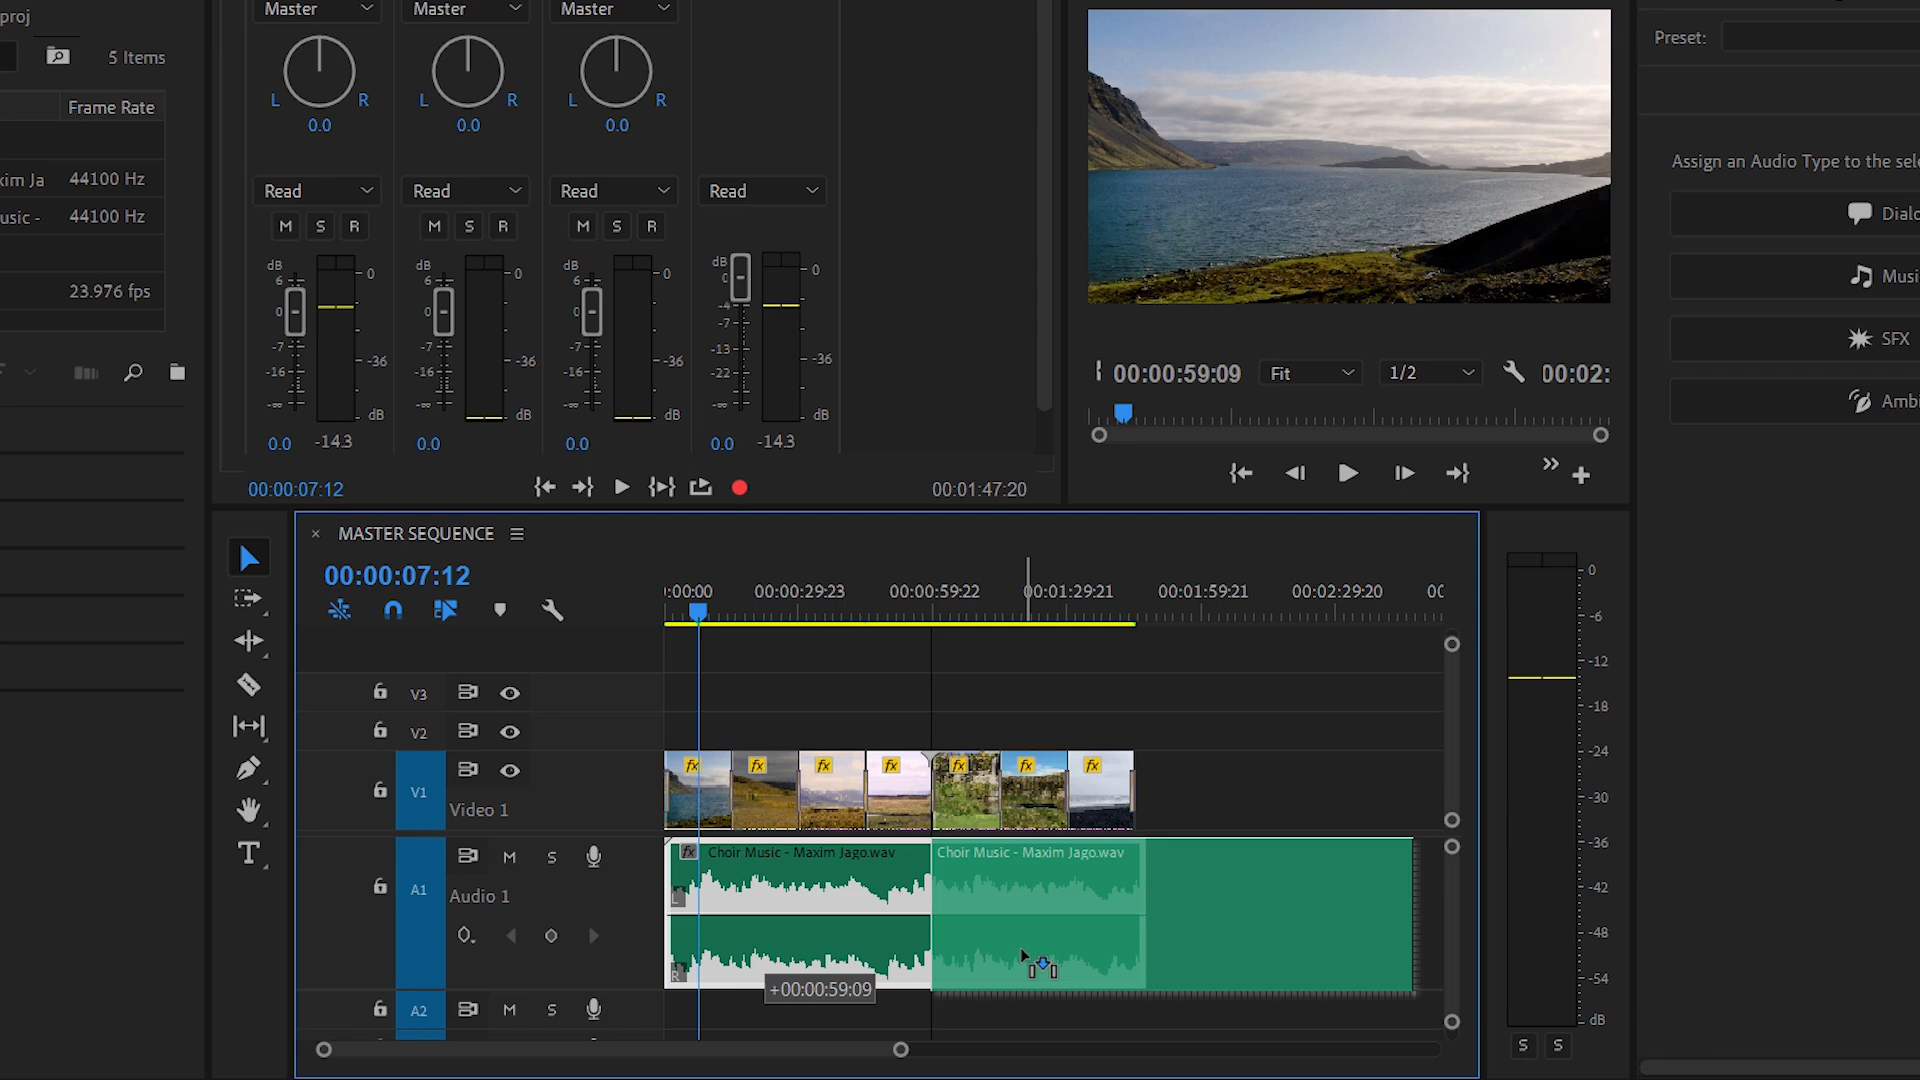 proj
5 Items
Frame Rate
xim Ja 44100 Hz
usic - 44100 Hz
23.976 fps
Master Master Master
L R L R L R
0.0 0.0 0.0
Read Read Read Read
M S R M S R M S R
dB 6 0 -7 -16 -∞ 0 -36 dB
dB 6 0 -7 -16 -∞ 0 -36 dB
dB 6 0 -7 -16 -∞ 0 -36 dB
dB 0 -4 -7 -13 -22 -∞ 0 -36 dB
0.0 -14.3 0.0 0.0 0.0 -14.3
00:00:07:12 00:01:47:20
00:00:59:09 Fit 1/2 00:02:
Preset:
Assign an Audio Type to the sele
Dialo
Musi
SFX
Ambi
× MASTER SEQUENCE
00:00:07:12
:00:00 00:00:29:23 00:00:59:22 00:01:29:21 00:01:59:21 00:02:29:20 00
V3
V2
V1 Video 1
fx fx fx fx fx fx fx
A1 M S
Audio 1
fx Choir Music - Maxim Jago.wav Choir Music - Maxim Jago.wav
L
R
+00:00:59:09
A2 M S
0
-6
-12
-18
-24
-30
-36
-42
-48
-54
dB
S S
T